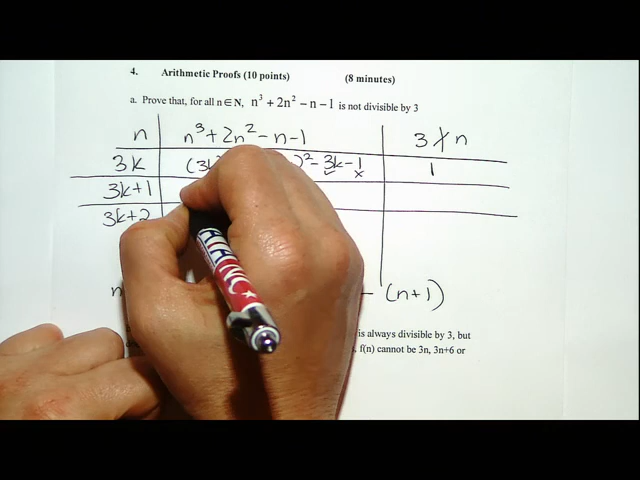 4. Arithmetic Proofs (10 points) (8 minutes)
a. Prove that, for all n∈N, n³ + 2n² − n − 1 is not divisible by 3
n n³+2n²−n−1 3∤n
3k (3k )² − 3k − 1 1
3k+1
3k+2
n − (n+1)
is always divisible by 3, but
f(n) cannot be 3n, 3n+6 or